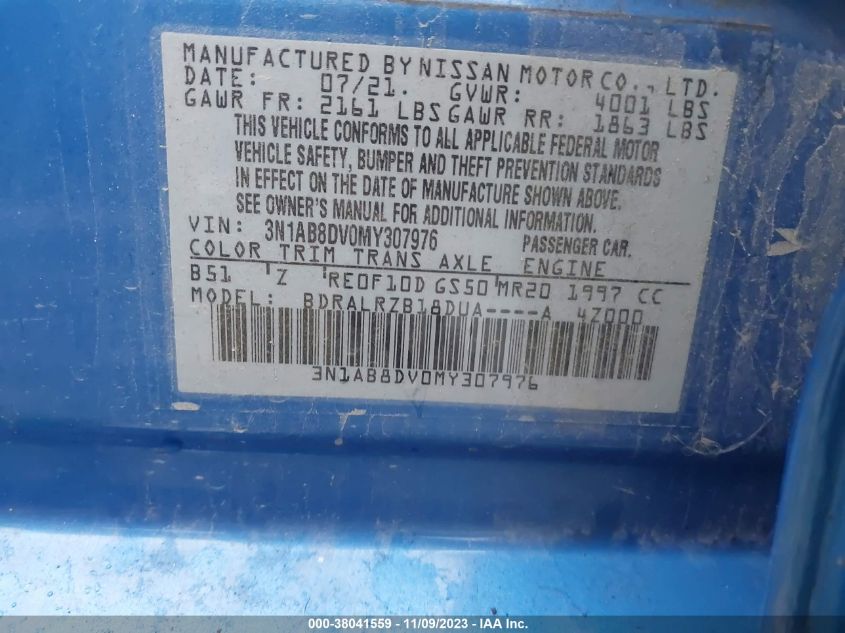 MANUFACTURED BY NISSAN MOTOR CO., LTD.
DATE: 07/21. GVWR: 4001 LBS
GAWR FR: 2161 LBS GAWR RR: 1863 LBS
THIS VEHICLE CONFORMS TO ALL APPLICABLE FEDERAL MOTOR
VEHICLE SAFETY, BUMPER AND THEFT PREVENTION STANDARDS
IN EFFECT ON THE DATE OF MANUFACTURE SHOWN ABOVE.
SEE OWNER'S MANUAL FOR ADDITIONAL INFORMATION.
VIN: 3N1AB8DV0MY307976 PASSENGER CAR.
COLOR TRIM TRANS AXLE ENGINE
B51 Z RE0F10D GS50 MR20 1997 CC
MODEL: BDRALRZB18DUA----A 4Z000
3N1AB8DV0MY307976
000-38041559 - 11/09/2023 - IAAI.COM